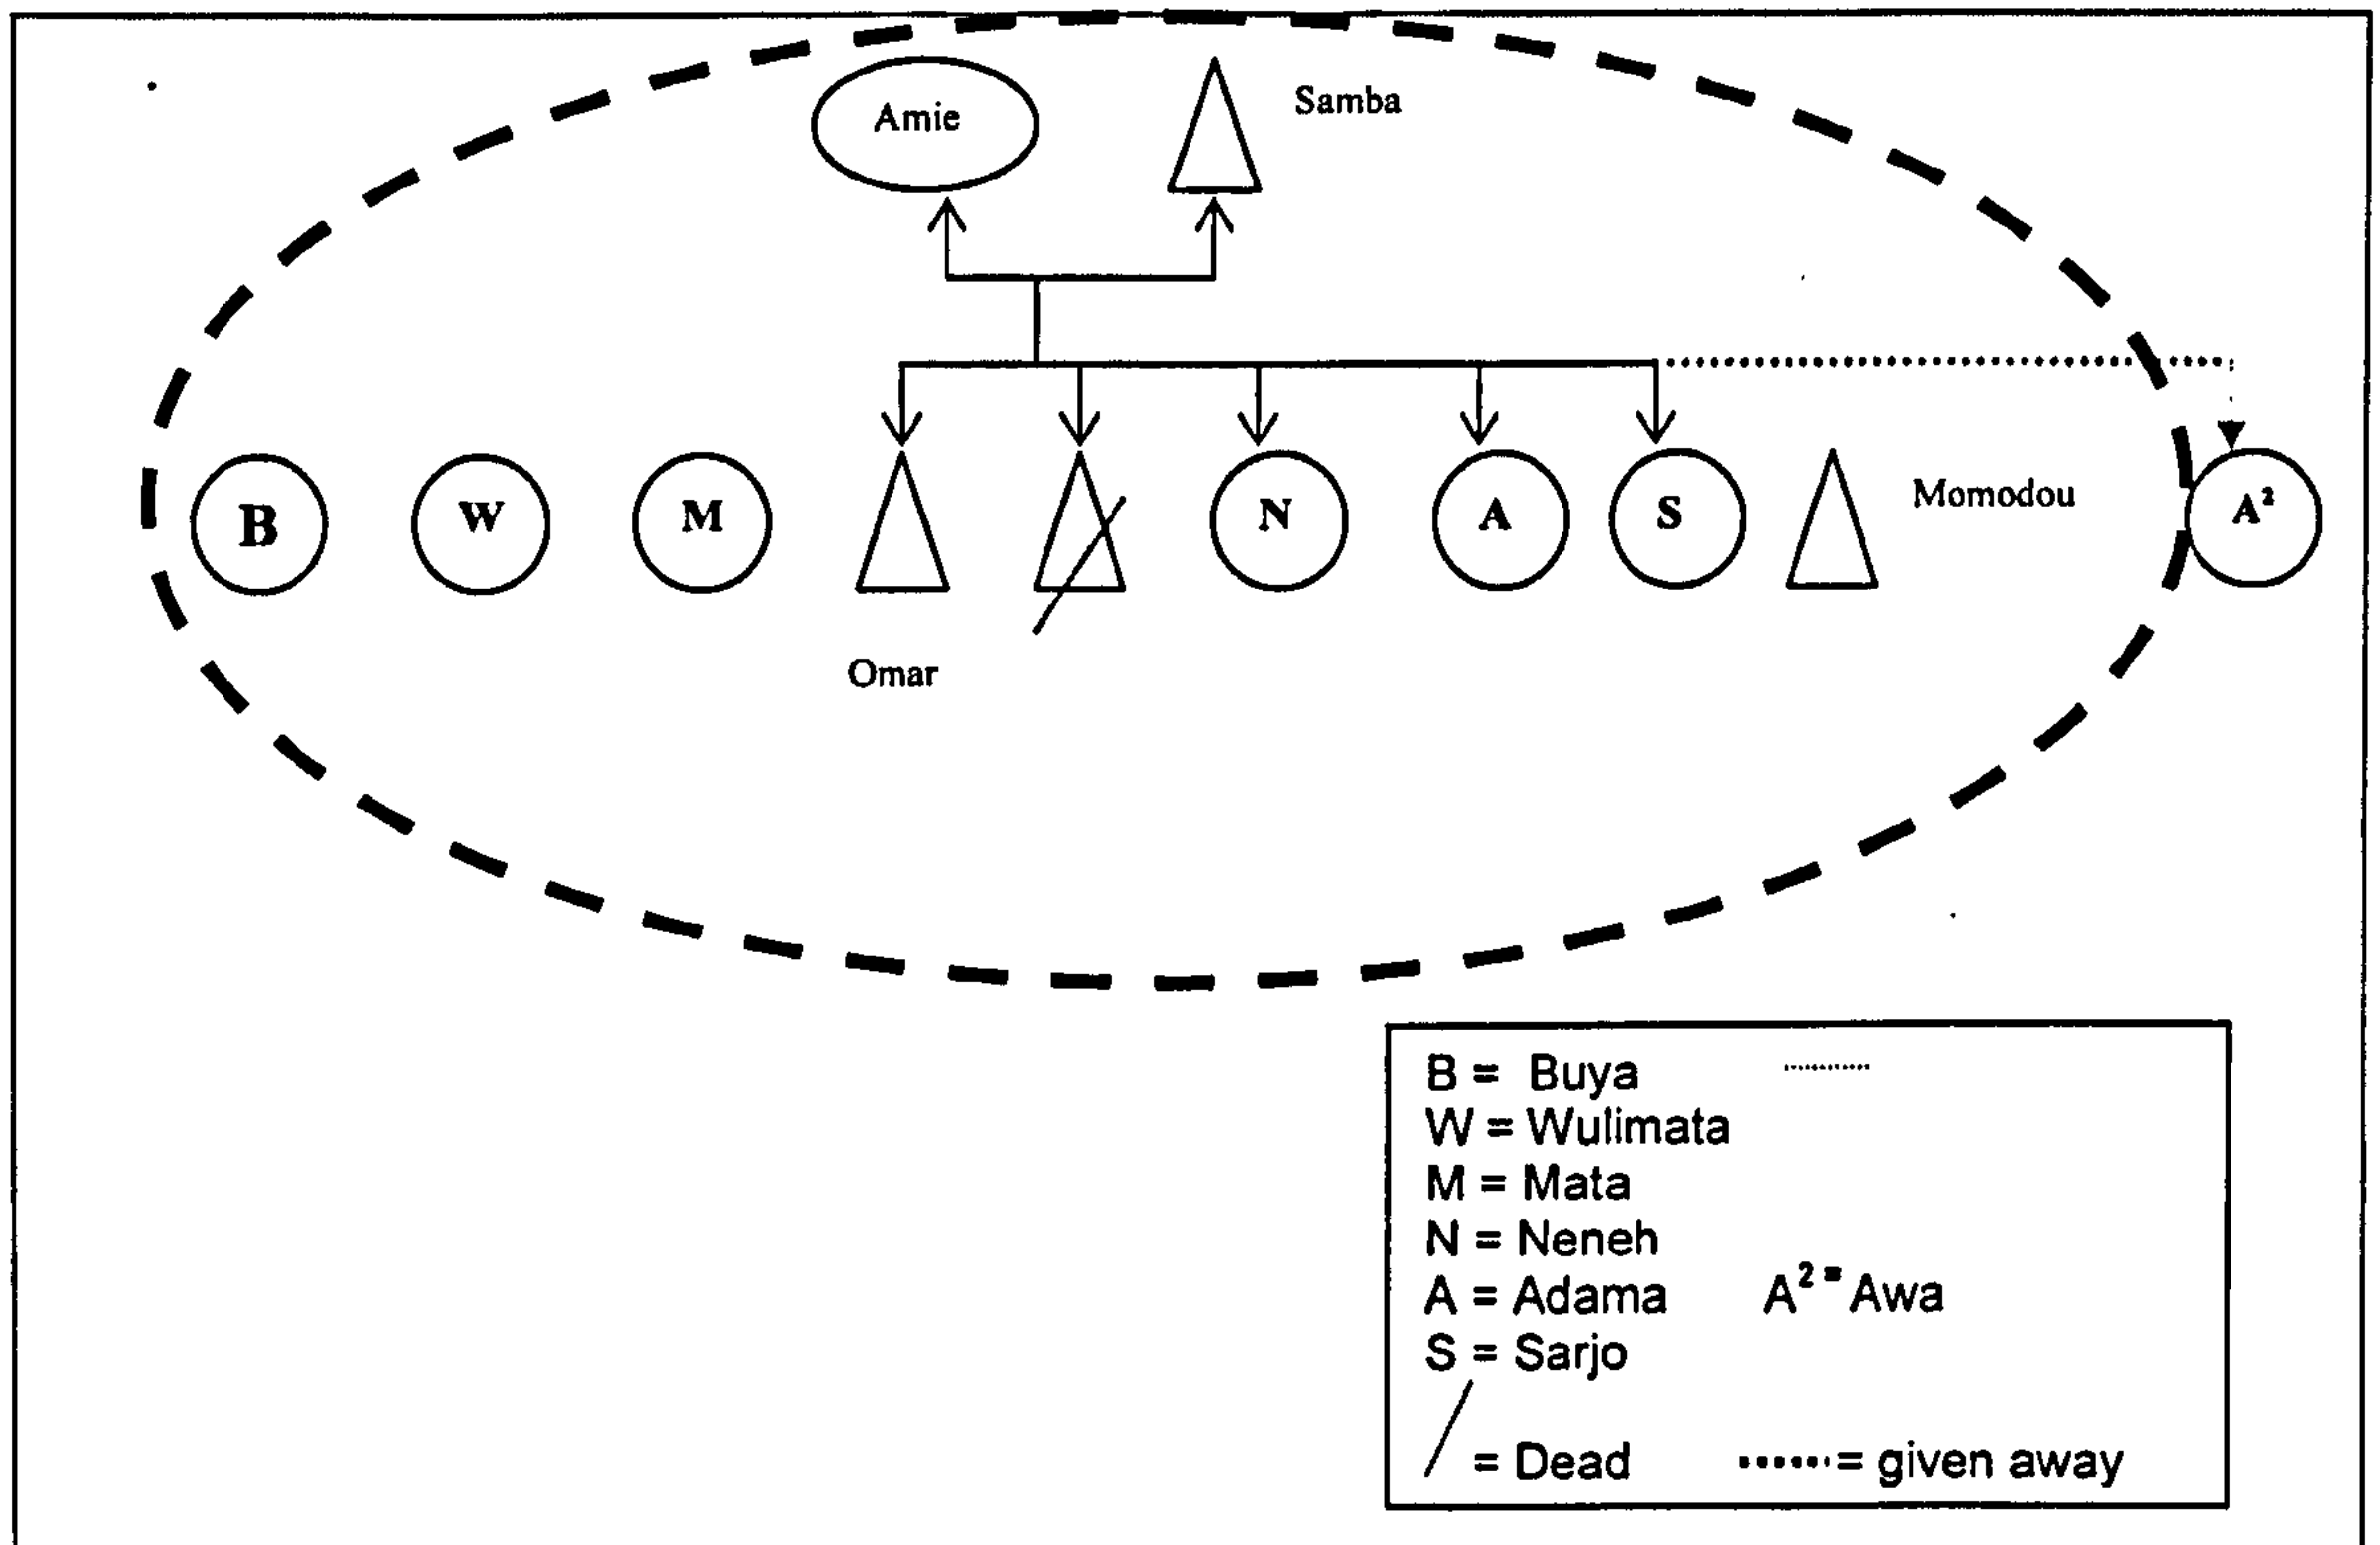 Amie
Samba
B W M N A S Momodou A²
Omar
B = Buya
W = Wulimata
M = Mata
N = Neneh
A = Adama A² = Awa
S = Sarjo
/ = Dead ....... = given away